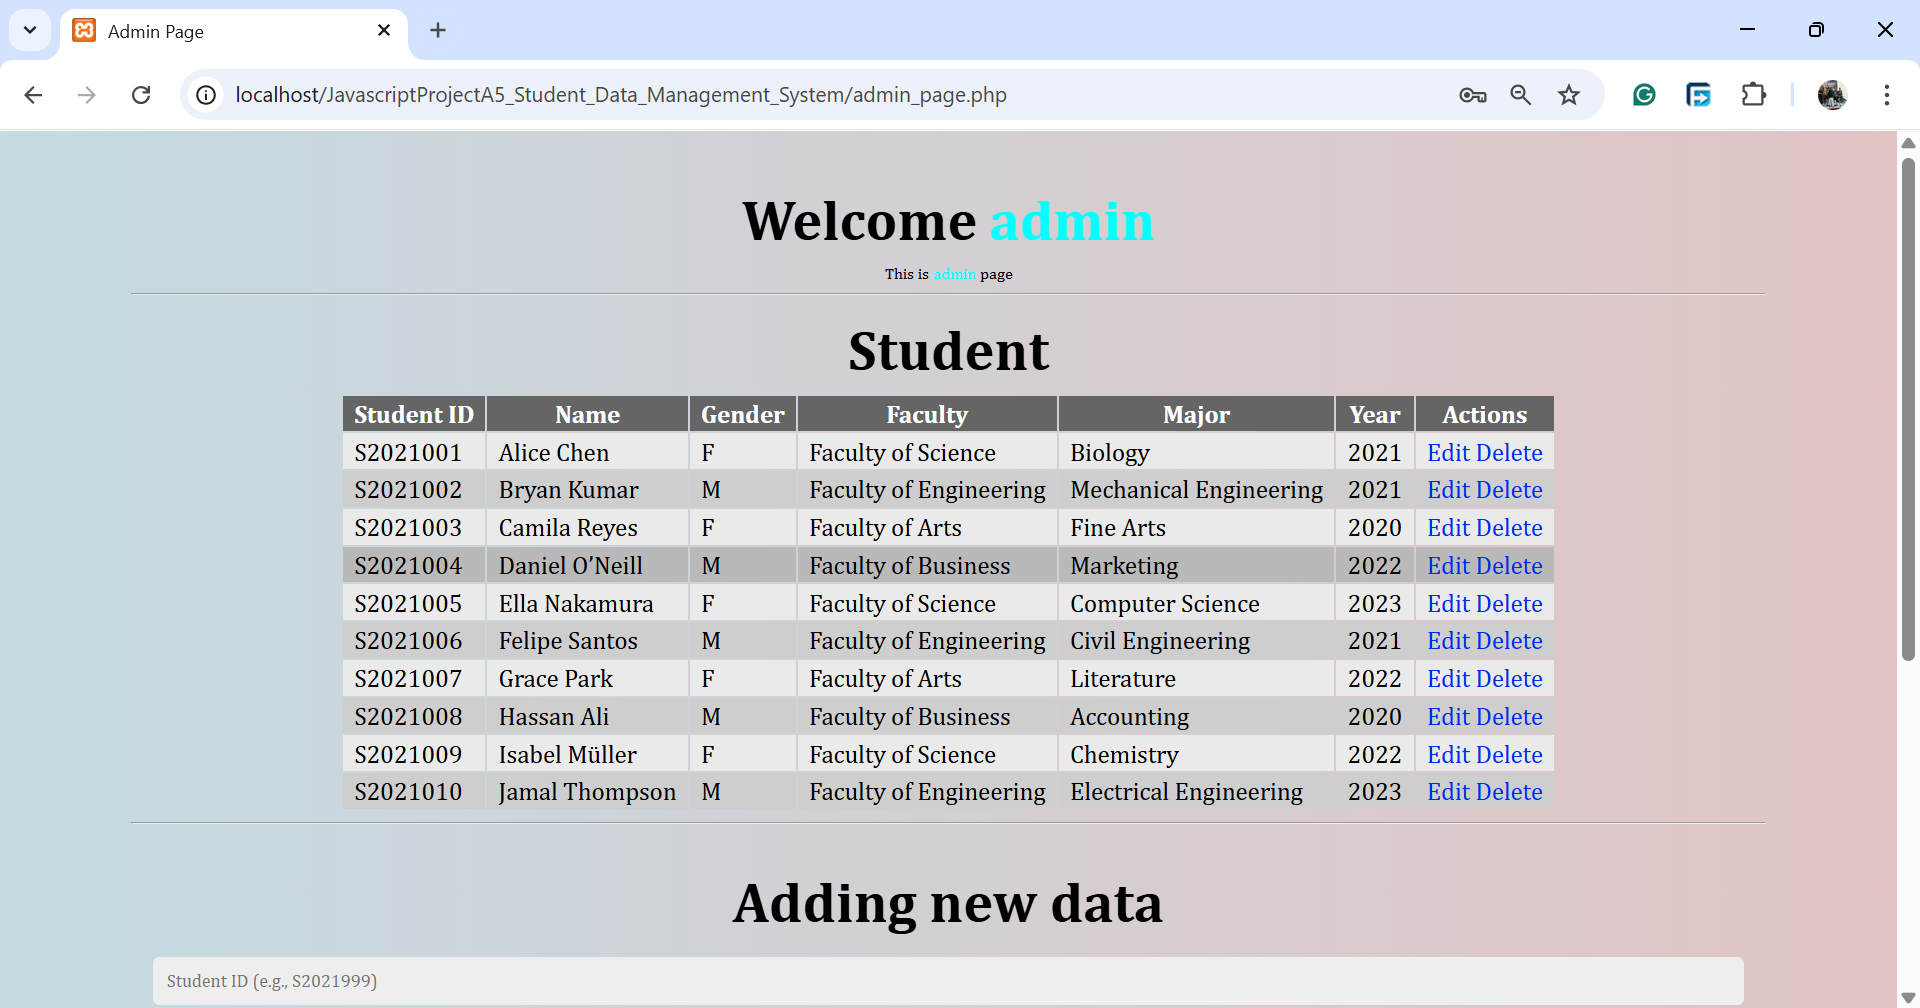 Admin Page
localhost/JavascriptProjectA5_Student_Data_Management_System/admin_page.php
Welcome admin
This is admin page
Student
Student ID Name Gender Faculty Major Year Actions
S2021001 Alice Chen F Faculty of Science Biology 2021 Edit Delete
S2021002 Bryan Kumar M Faculty of Engineering Mechanical Engineering 2021 Edit Delete
S2021003 Camila Reyes F Faculty of Arts Fine Arts 2020 Edit Delete
S2021004 Daniel O’Neill M Faculty of Business Marketing 2022 Edit Delete
S2021005 Ella Nakamura F Faculty of Science Computer Science 2023 Edit Delete
S2021006 Felipe Santos M Faculty of Engineering Civil Engineering 2021 Edit Delete
S2021007 Grace Park F Faculty of Arts Literature 2022 Edit Delete
S2021008 Hassan Ali M Faculty of Business Accounting 2020 Edit Delete
S2021009 Isabel Müller F Faculty of Science Chemistry 2022 Edit Delete
S2021010 Jamal Thompson M Faculty of Engineering Electrical Engineering 2023 Edit Delete
Adding new data
Student ID (e.g., S2021999)